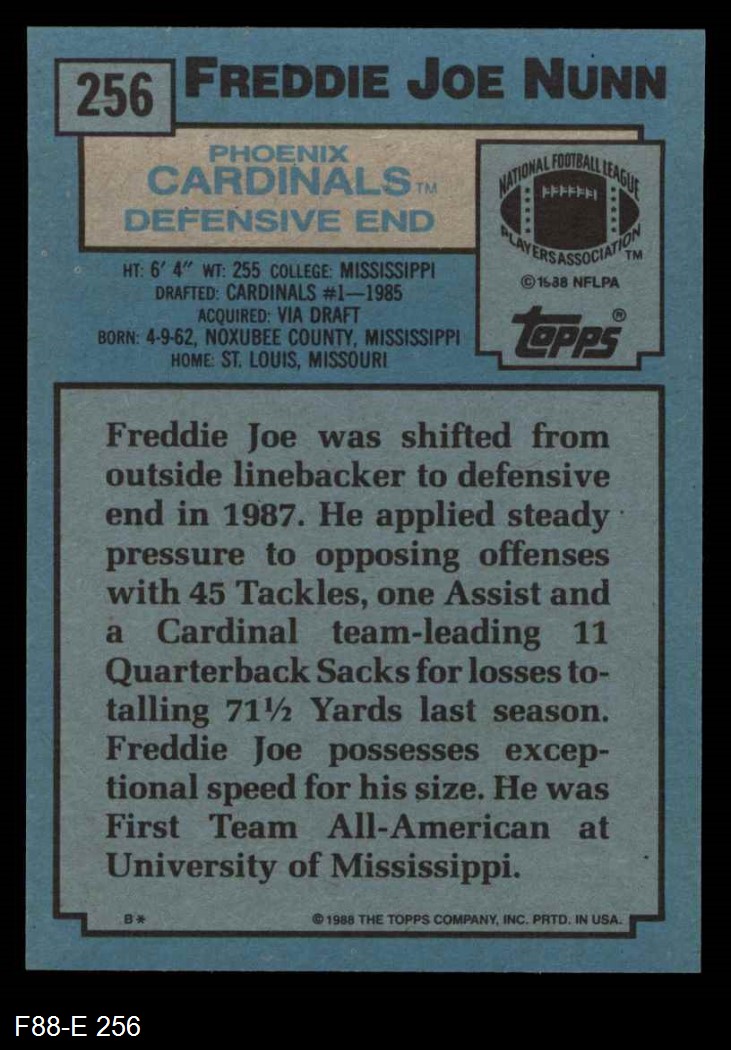 256
FREDDIE JOE NUNN
PHOENIX
CARDINALS TM
DEFENSIVE END
NATIONAL FOOTBALL LEAGUE
PLAYERS ASSOCIATION TM
© 1988 NFLPA
topps®
HT: 6' 4" WT: 255 COLLEGE: MISSISSIPPI
DRAFTED: CARDINALS #1—1985
ACQUIRED: VIA DRAFT
BORN: 4-9-62, NOXUBEE COUNTY, MISSISSIPPI
HOME: ST. LOUIS, MISSOURI
Freddie Joe was shifted from
outside linebacker to defensive
end in 1987. He applied steady
pressure to opposing offenses
with 45 Tackles, one Assist and
a Cardinal team-leading 11
Quarterback Sacks for losses to-
talling 71½ Yards last season.
Freddie Joe possesses excep-
tional speed for his size. He was
First Team All-American at
University of Mississippi.
B*
© 1988 THE TOPPS COMPANY, INC. PRTD. IN USA.
F88-E 256